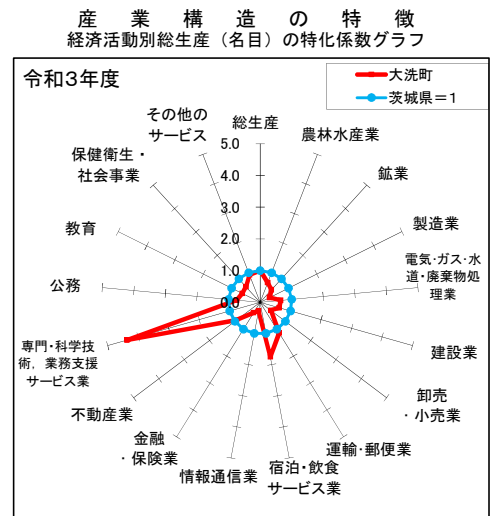 産業構造の特徴
経済活動別総生産（名目）の特化係数グラフ
令和3年度
大洗町
茨城県＝1
総生産
5.0
4.0
3.0
2.0
1.0
0.0
農林水産業
鉱業
製造業
電気・ガス・水
道・廃棄物処
理業
建設業
卸売
・小売業
運輸・郵便業
宿泊・飲食
サービス業
情報通信業
金融
・保険業
不動産業
専門・科学技
術，業務支援
サービス業
公務
教育
保健衛生・
社会事業
その他の
サービス